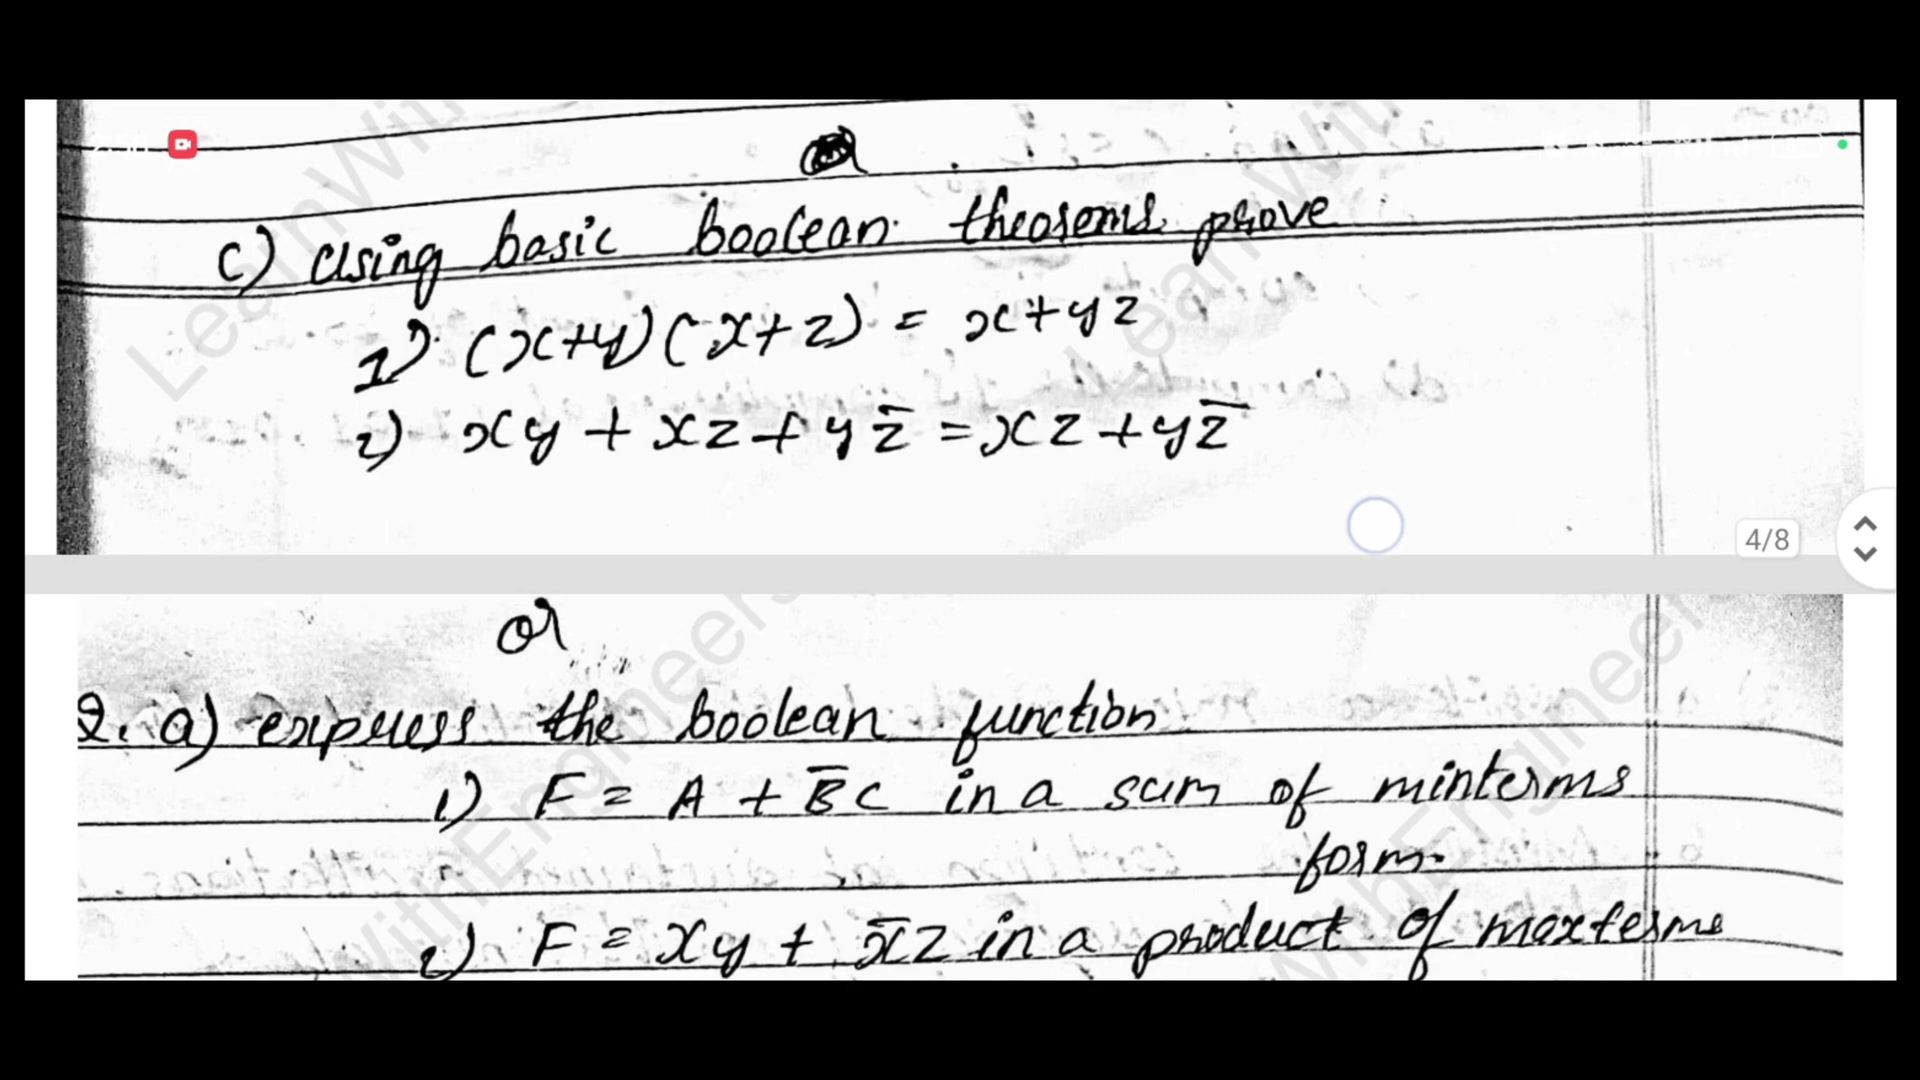 c) Using basic boolean theorems prove
1) (x+y)(x+z) = x+yz
2) xy + xz + yz̅ = xz + yz̅
4/8
or
2. a) express the boolean function
1) F = A + B̅C in a sum of minterms
form.
2) F = xy + x̅z in a product of maxterms
LearnWithEngineers